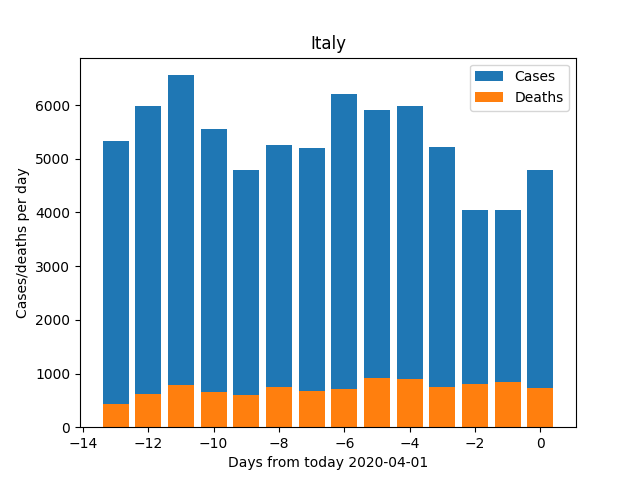 Italy
Cases
Deaths
Cases/deaths per day
6000
5000
4000
3000
2000
1000
0
−14 −12 −10 −8 −6 −4 −2 0
Days from today 2020-04-01